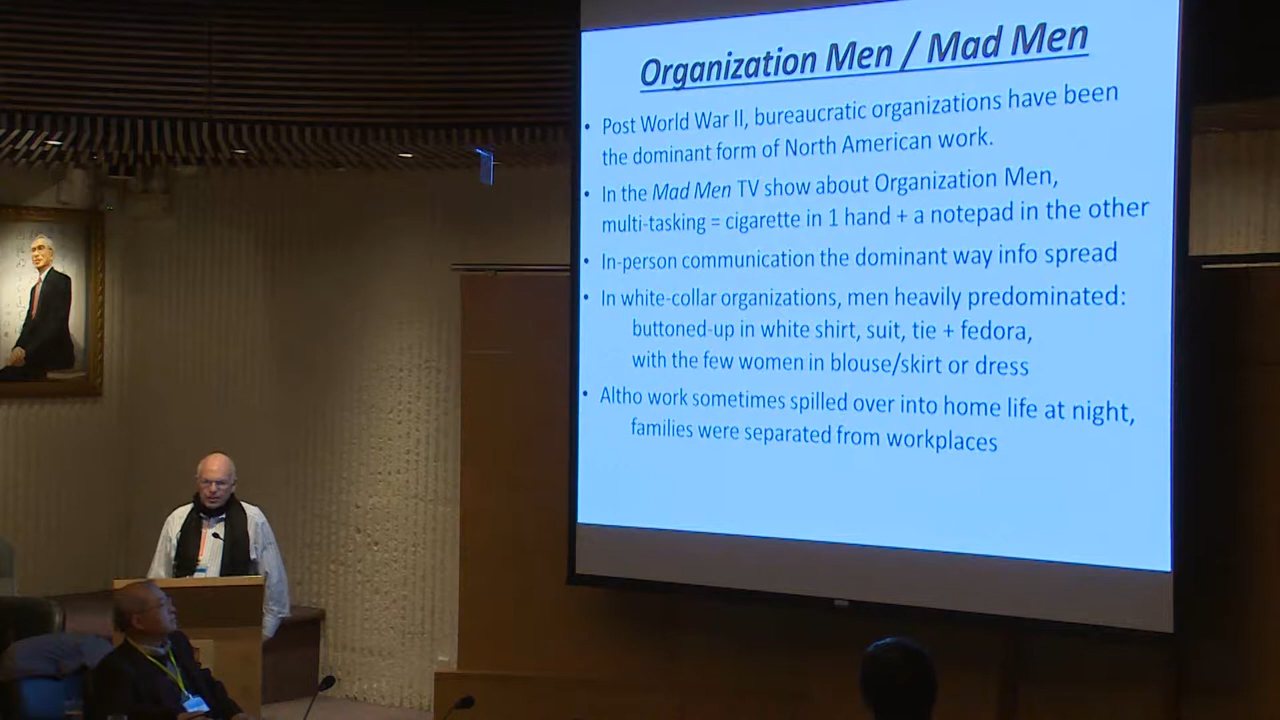 Organization Men / Mad Men
• Post World War II, bureaucratic organizations have been
the dominant form of North American work.
• In the Mad Men TV show about Organization Men,
multi-tasking = cigarette in 1 hand + a notepad in the other
• In-person communication the dominant way info spread
• In white-collar organizations, men heavily predominated:
buttoned-up in white shirt, suit, tie + fedora,
with the few women in blouse/skirt or dress
• Altho work sometimes spilled over into home life at night,
families were separated from workplaces